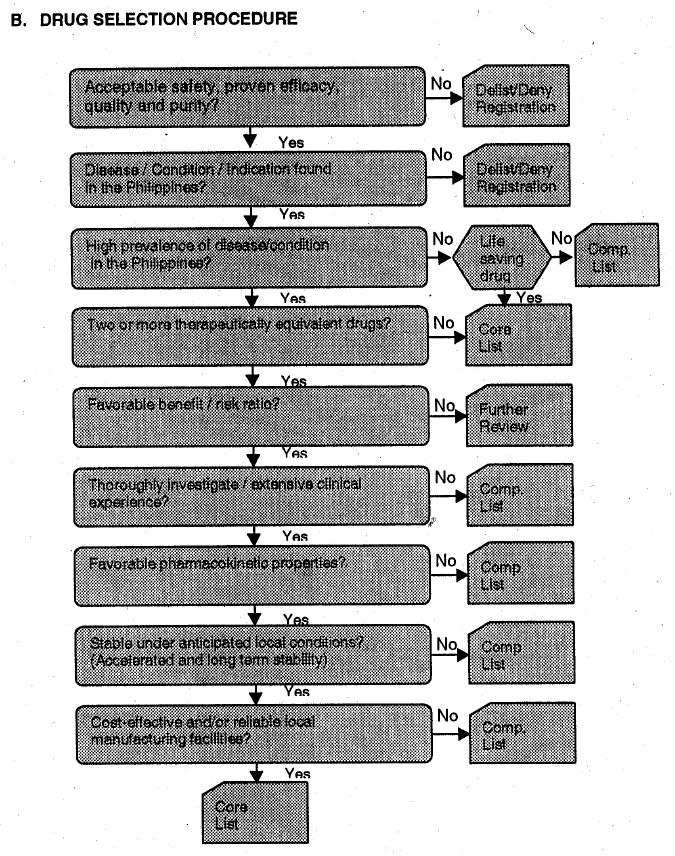 B. DRUG SELECTION PROCEDURE
Acceptable safety, proven efficacy,
quality and purity?
No
Delist/Deny
Registration
Yes
Disease / Condition / Indication found
in the Philippines?
No
Delist/Deny
Registration
Yes
High prevalence of disease/condition
in the Philippines?
No
Life
saving
drug
No
Comp.
List
Yes
Yes
Two or more therapeutically equivalent drugs?
No
Core
List
Yes
Favorable benefit / risk ratio?
No
Further
Review
Yes
Thoroughly investigate / extensive clinical
experience?
No
Comp.
List
Yes
Favorable pharmacokinetic properties?
No
Comp
List
Yes
Stable under anticipated local conditions?
(Accelerated and long term stability)
No
Comp
List
Yes
Cost-effective and/or reliable local
manufacturing facilities?
No
Comp.
List
Yes
Core
List